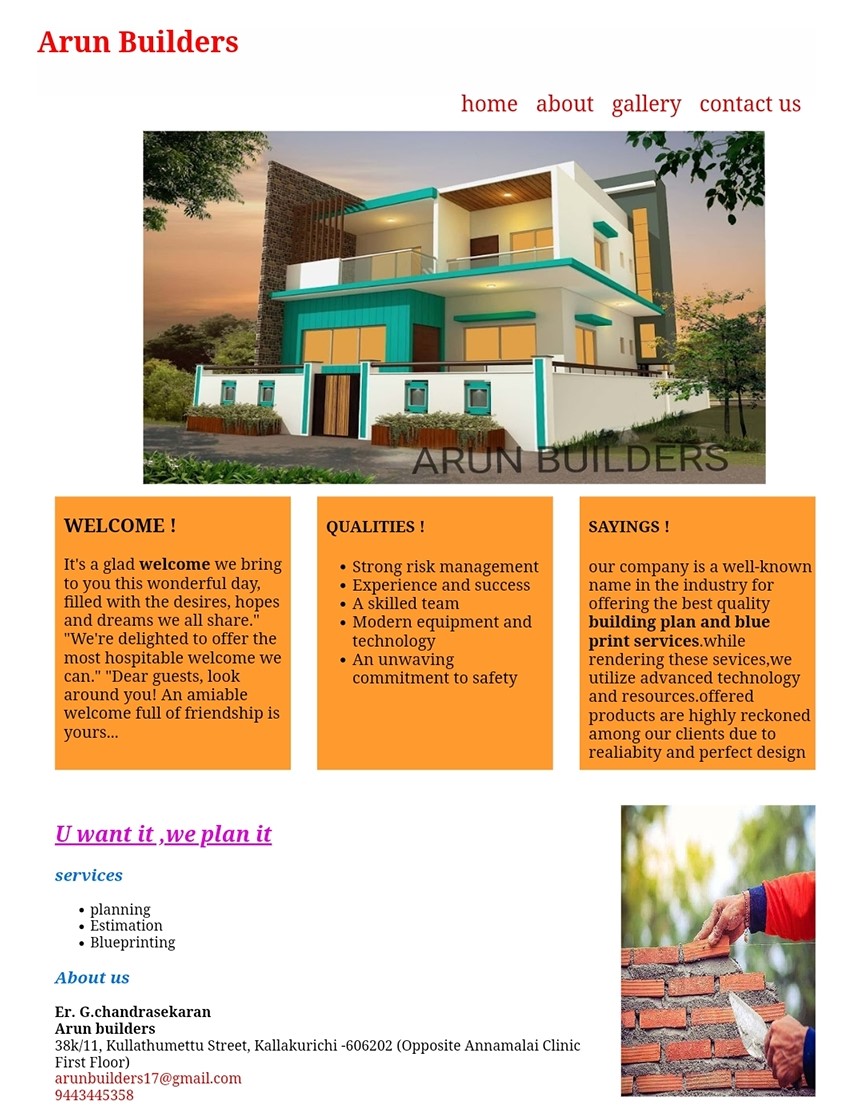 Arun Builders
home about gallery contact us
ARUN BUILDERS
WELCOME !
It's a glad welcome we bring
to you this wonderful day,
filled with the desires, hopes
and dreams we all share."
"We're delighted to offer the
most hospitable welcome we
can." "Dear guests, look
around you! An amiable
welcome full of friendship is
yours...
QUALITIES !
• Strong risk management
• Experience and success
• A skilled team
• Modern equipment and
technology
• An unwaving
commitment to safety
SAYINGS !
our company is a well-known
name in the industry for
offering the best quality
building plan and blue
print services.while
rendering these sevices,we
utilize advanced technology
and resources.offered
products are highly reckoned
among our clients due to
realiabity and perfect design
U want it ,we plan it
services
• planning
• Estimation
• Blueprinting
About us
Er. G.chandrasekaran
Arun builders
38k/11, Kullathumettu Street, Kallakurichi -606202 (Opposite Annamalai Clinic
First Floor)
arunbuilders17@gmail.com
9443445358